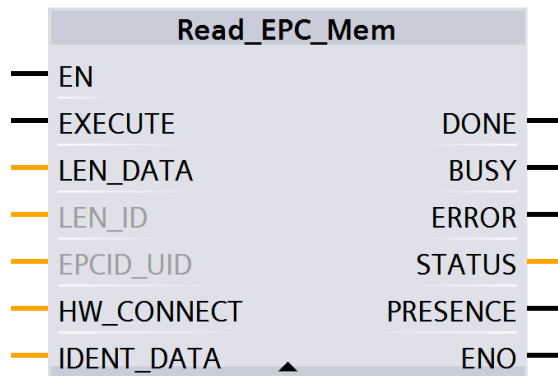 Read_EPC_Mem
EN
EXECUTE DONE
LEN_DATA BUSY
LEN_ID ERROR
EPCID_UID STATUS
HW_CONNECT PRESENCE
IDENT_DATA ENO